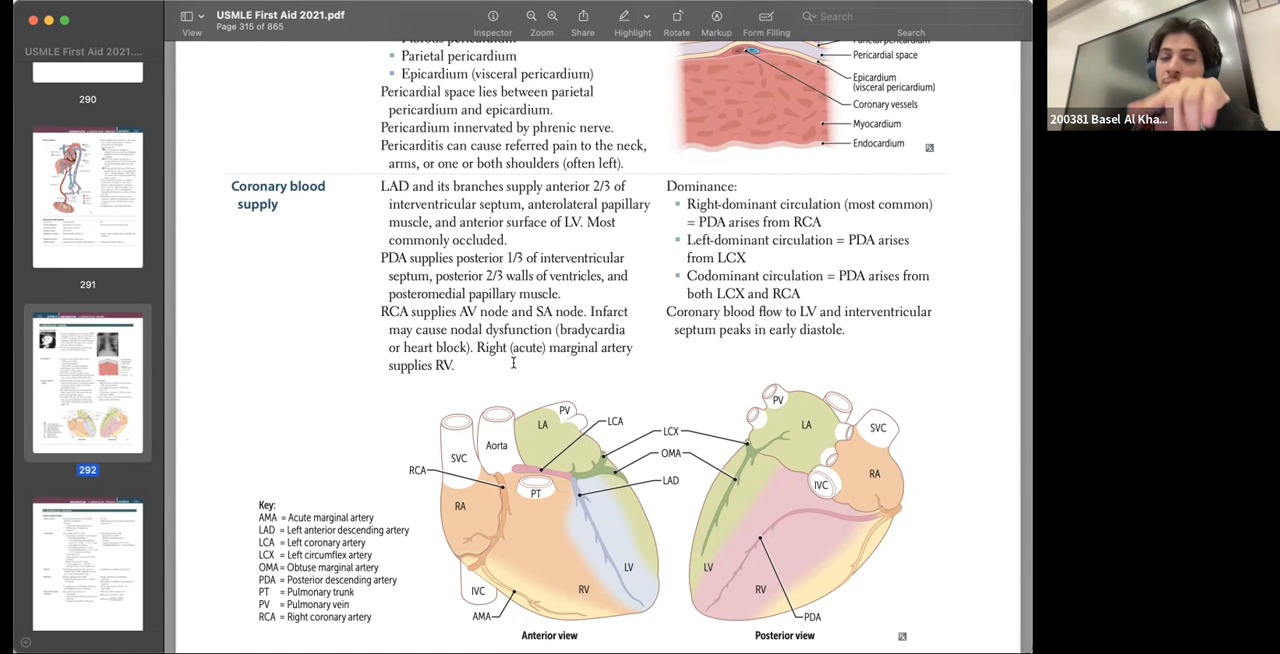 USMLE First Aid 2021.pdf
Page 315 of 865
View
Inspector
Zoom
Share
Highlight
Rotate
Markup
Form Filling
Search
Search
USMLE First Aid 2021....
290
291
292
Parietal pericardium
Epicardium (visceral pericardium)
Pericardial space lies between parietal
pericardium and epicardium.
Pericardium innervated by phrenic nerve.
Pericarditis can cause referred pain to the neck,
arms, or one or both shoulders (often left).
Pericardial space
Epicardium
(visceral pericardium)
Coronary vessels
Myocardium
Endocardium
Coronary blood
supply
LAD and its branches supply anterior 2/3 of
interventricular septum, anterolateral papillary
muscle, and anterior surface of LV. Most
commonly occluded.
PDA supplies posterior 1/3 of interventricular
septum, posterior 2/3 walls of ventricles, and
posteromedial papillary muscle.
RCA supplies AV node and SA node. Infarct
may cause nodal dysfunction (bradycardia
or heart block). Right (acute) marginal artery
supplies RV.
Dominance:
Right-dominant circulation (most common)
= PDA arises from RCA
Left-dominant circulation = PDA arises
from LCX
Codominant circulation = PDA arises from
both LCX and RCA
Coronary blood flow to LV and interventricular
septum peaks in early diastole.
Key:
AMA = Acute marginal artery
LAD = Left anterior descending artery
LCA = Left coronary artery
LCX = Left circumflex artery
OMA = Obtuse marginal artery
PDA = Posterior descending artery
PT = Pulmonary trunk
PV = Pulmonary vein
RCA = Right coronary artery
PV
LA
LCA
Aorta
SVC
RCA
PT
RA
LCX
OMA
LAD
LV
RV
IVC
AMA
Anterior view
PV
LA
SVC
RA
IVC
LV
RV
PDA
Posterior view
200381 Basel Al Kha...